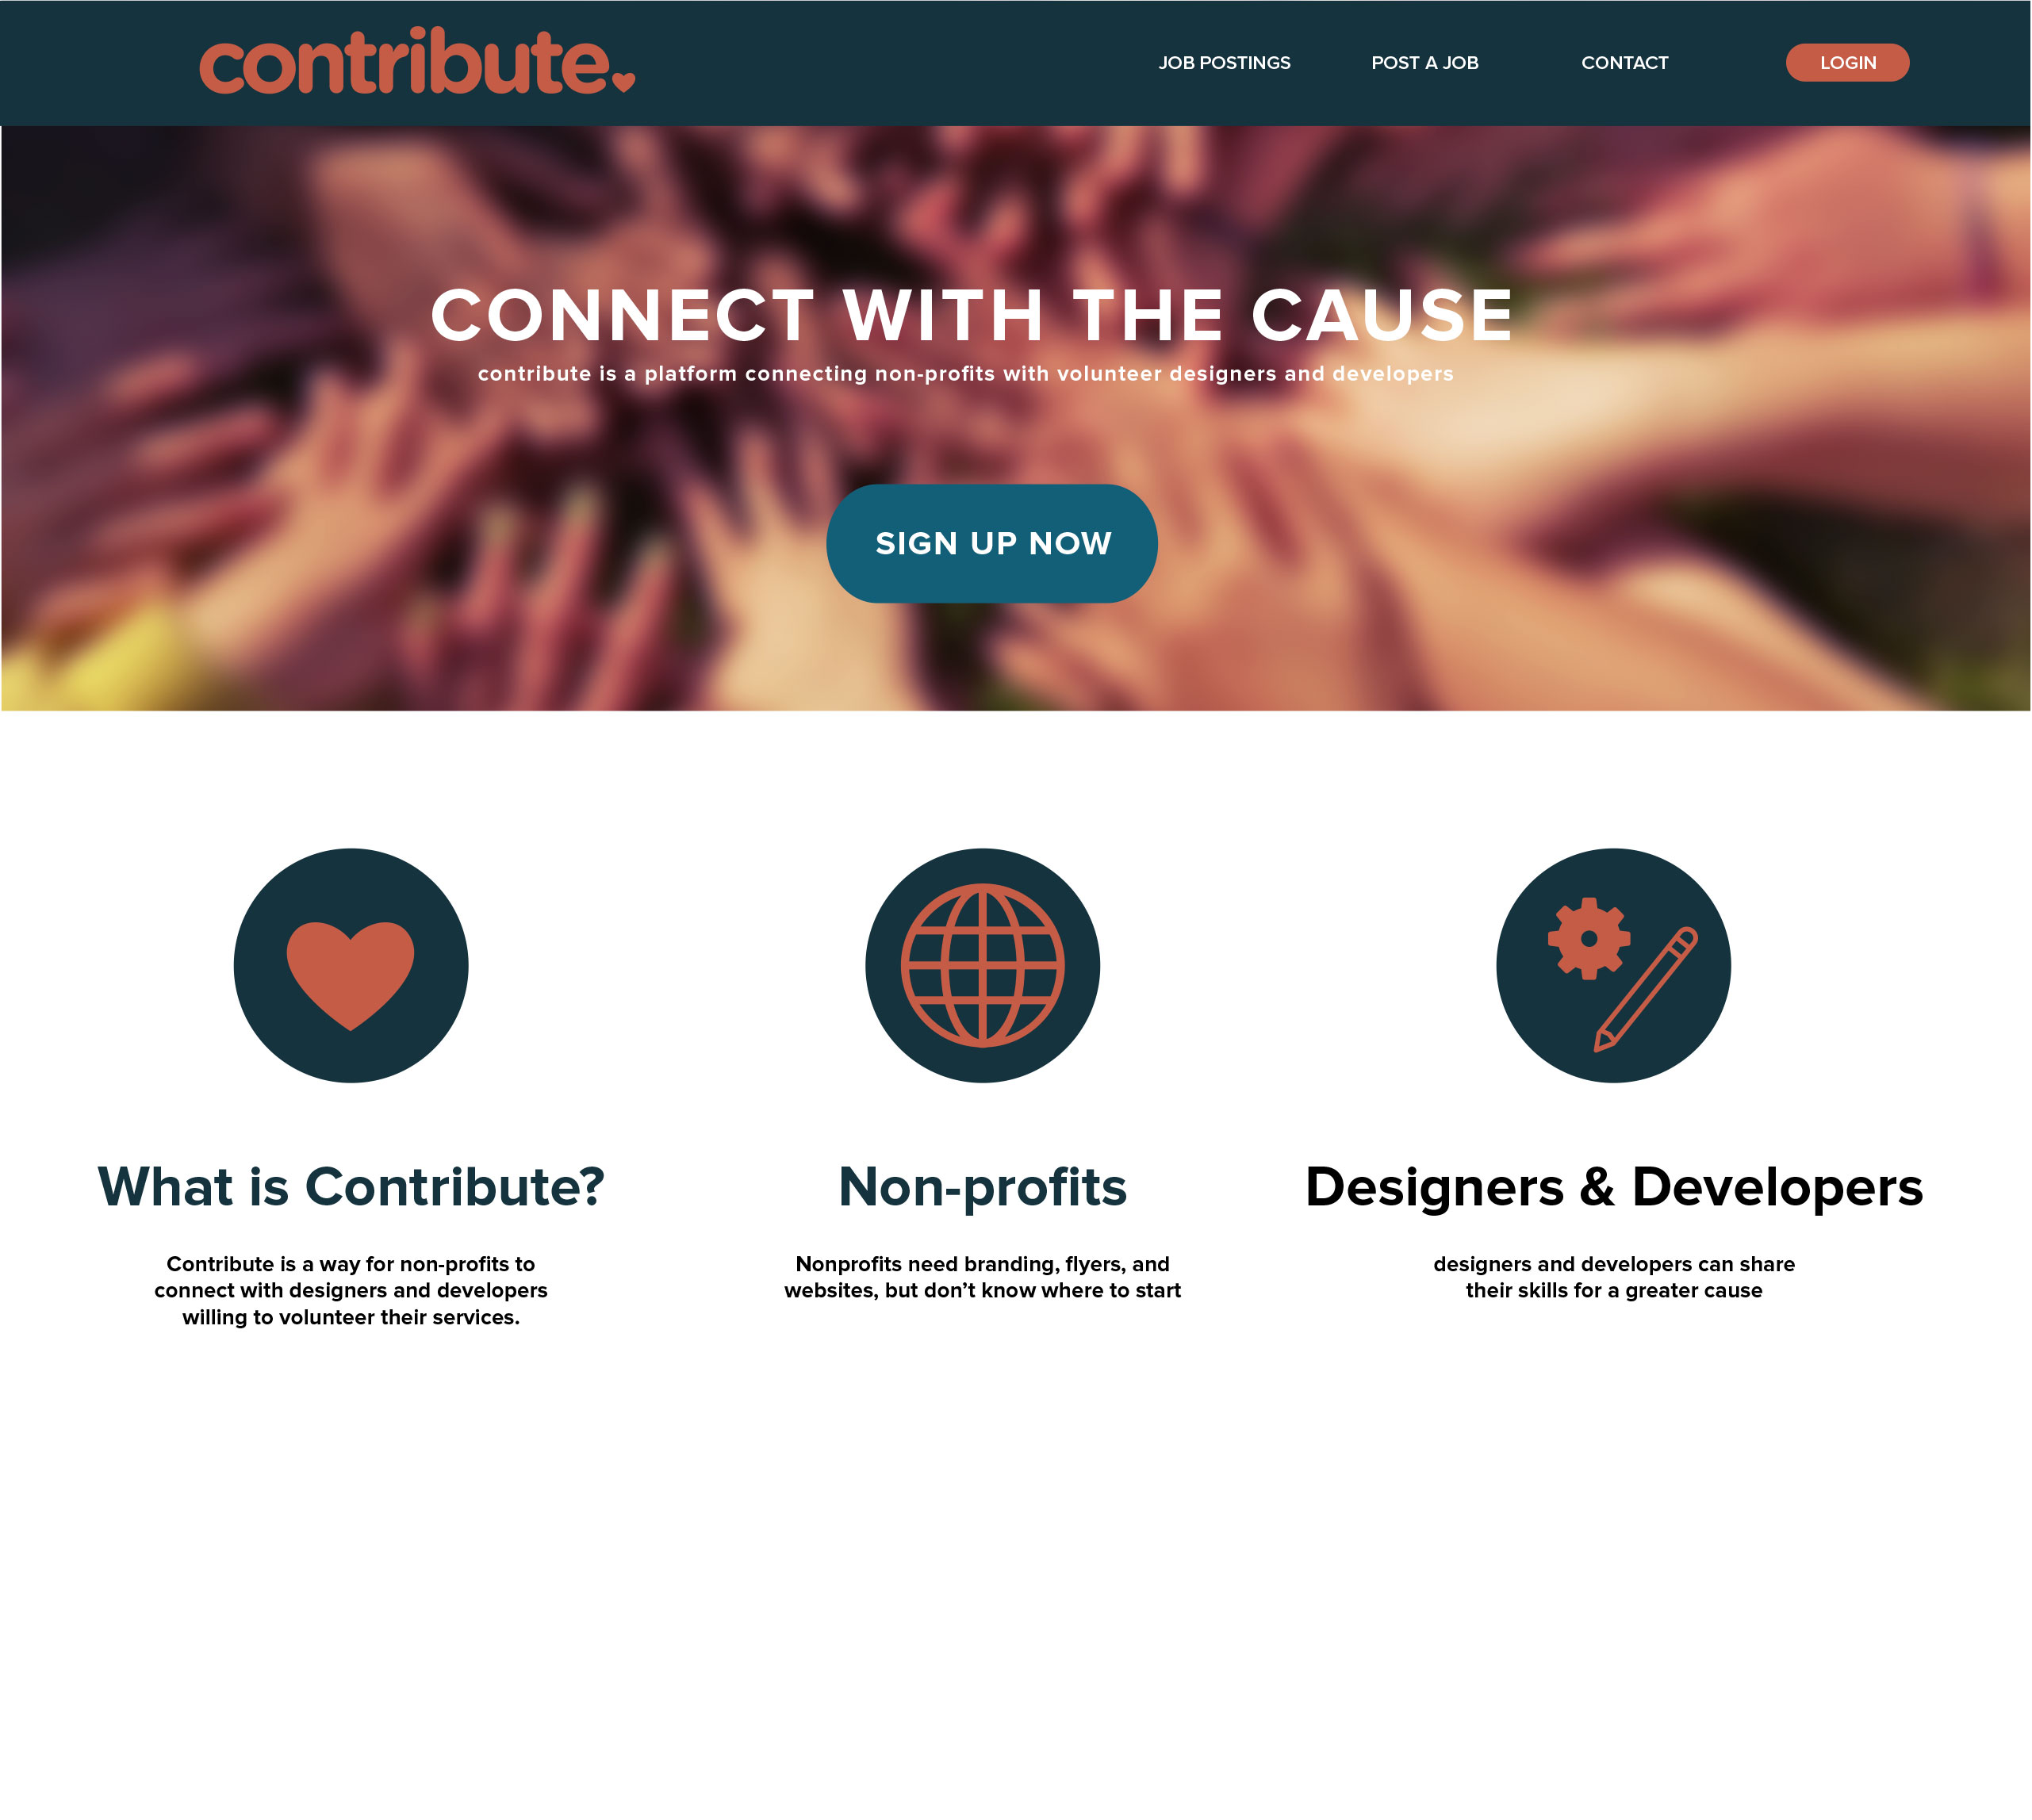 contribute.
JOB POSTINGS
POST A JOB
CONTACT
LOGIN
CONNECT WITH THE CAUSE
contribute is a platform connecting non-profits with volunteer designers and developers
SIGN UP NOW
What is Contribute?
Contribute is a way for non-profits to
connect with designers and developers
willing to volunteer their services.
Non-profits
Nonprofits need branding, flyers, and
websites, but don’t know where to start
Designers & Developers
designers and developers can share
their skills for a greater cause